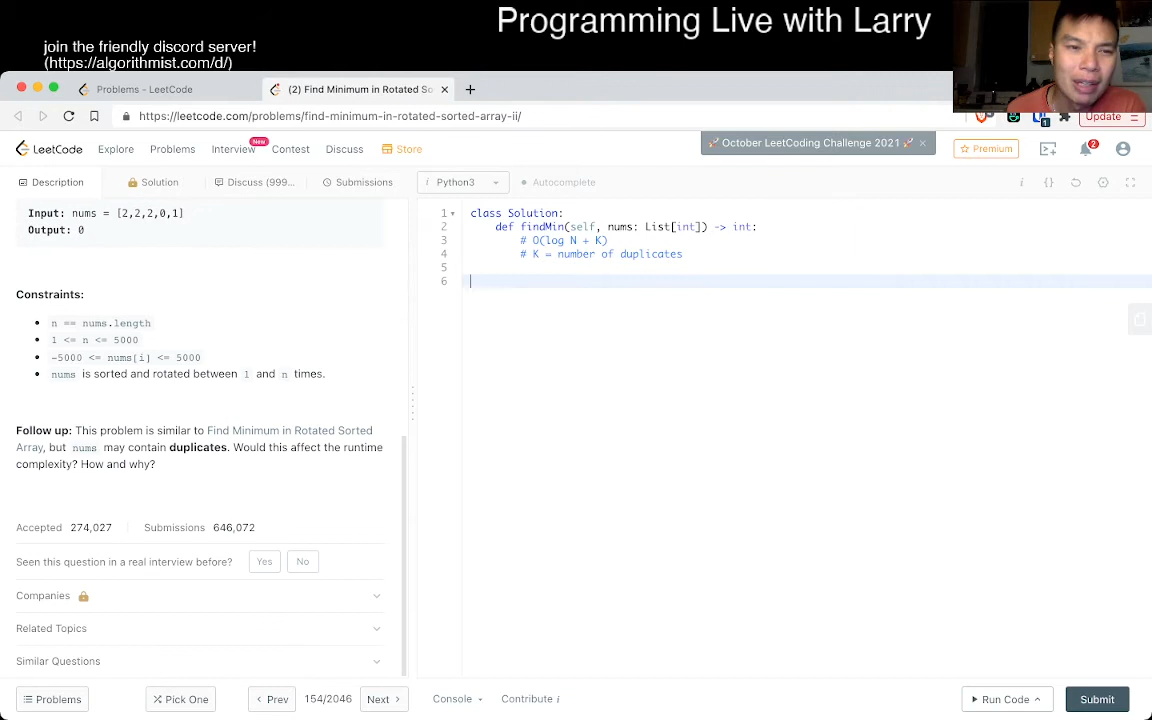 Programming Live with Larry
join the friendly discord server!
(https://algorithmist.com/d/)
Problems - LeetCode
(2) Find Minimum in Rotated So
https://leetcode.com/problems/find-minimum-in-rotated-sorted-array-ii/
Update
LeetCode
Explore
Problems
Interview
New
Contest
Discuss
Store
October LeetCoding Challenge 2021
Premium
2
Description
Solution
Discuss (999...
Submissions
i Python3
Autocomplete
Input: nums = [2,2,2,0,1]
Output: 0
Constraints:
n == nums.length
1 <= n <= 5000
-5000 <= nums[i] <= 5000
nums is sorted and rotated between 1 and n times.
Follow up: This problem is similar to Find Minimum in Rotated Sorted
Array, but nums may contain duplicates. Would this affect the runtime
complexity? How and why?
Accepted 274,027 Submissions 646,072
Seen this question in a real interview before? Yes No
Companies
Related Topics
Similar Questions
1 class Solution:
2 def findMin(self, nums: List[int]) -> int:
3 # O(log N + K)
4 # K = number of duplicates
5
6
Problems
Pick One
Prev
154/2046
Next
Console
Contribute i
Run Code
Submit